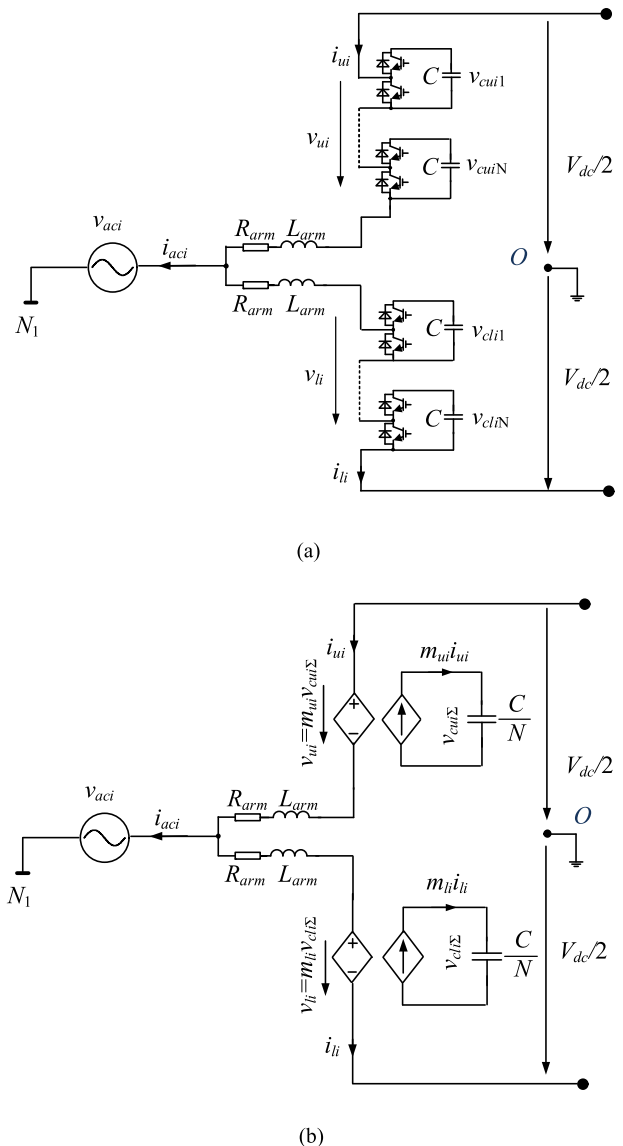 i_ui
C v_cui1
v_ui
C v_cuiN
V_dc/2
v_aci
R_arm L_arm
i_aci
O
R_arm L_arm
N_1
C v_cli1
v_li
C v_cliN
V_dc/2
i_li
(a)
i_ui
m_ui i_ui
v_ui=m_ui v_cuiΣ
v_cuiΣ
C/N
V_dc/2
v_aci
R_arm L_arm
O
i_aci
R_arm L_arm
N_1
m_li i_li
v_li=m_li v_cliΣ
v_cliΣ
C/N
V_dc/2
i_li
(b)